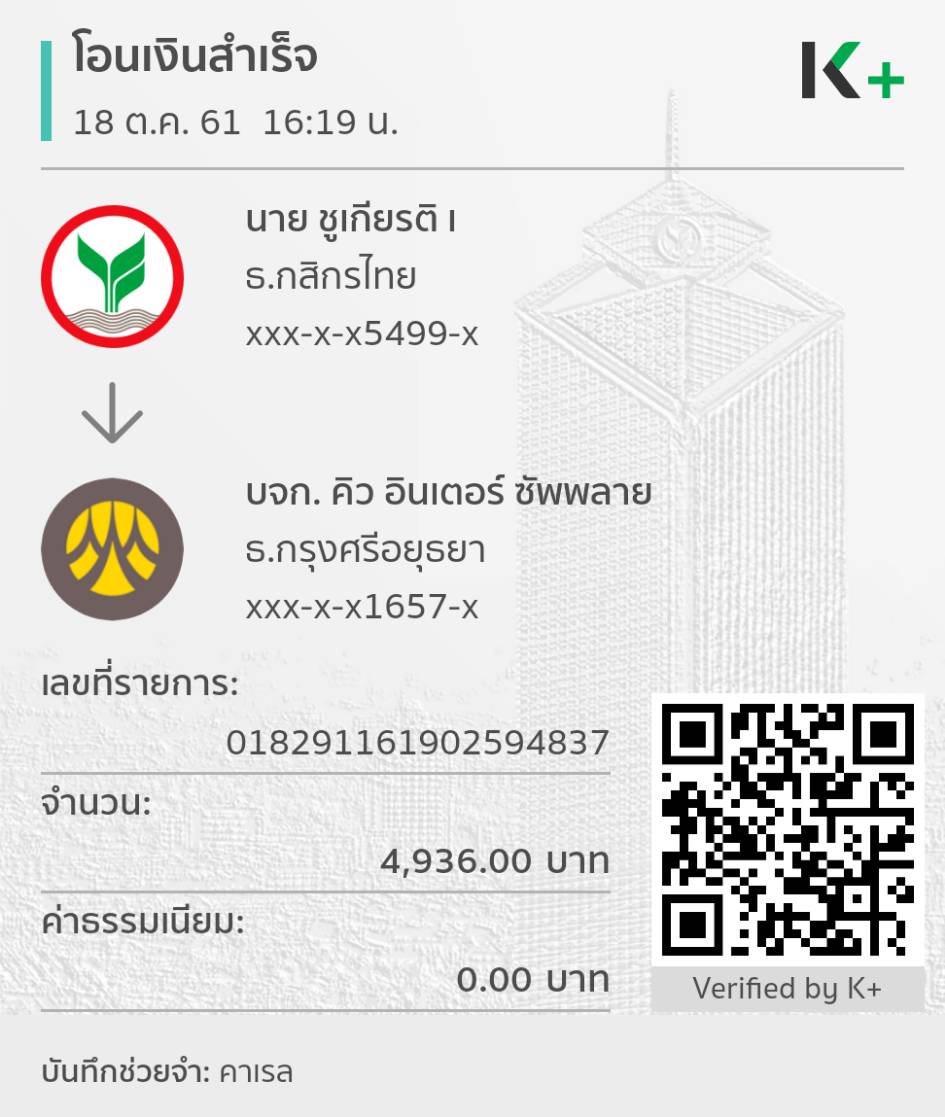 โอนเงินสำเร็จ
18 ต.ค. 61 16:19 น.
K+
นาย ชูเกียรติ เ
ธ.กสิกรไทย
xxx-x-x5499-x
บจก. คิว อินเตอร์ ซัพพลาย
ธ.กรุงศรีอยุธยา
xxx-x-x1657-x
เลขที่รายการ:
018291161902594837
จำนวน:
4,936.00 บาท
ค่าธรรมเนียม:
0.00 บาท
Verified by K+
บันทึกช่วยจำ: คาเรล